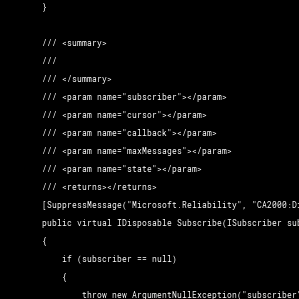 }
/// <summary>
///
/// </summary>
/// <param name="subscriber"></param>
/// <param name="cursor"></param>
/// <param name="callback"></param>
/// <param name="maxMessages"></param>
/// <param name="state"></param>
/// <returns></returns>
[SuppressMessage("Microsoft.Reliability", "CA2000:Di
public virtual IDisposable Subscribe(ISubscriber sub
{
if (subscriber == null)
{
throw new ArgumentNullException("subscriber"